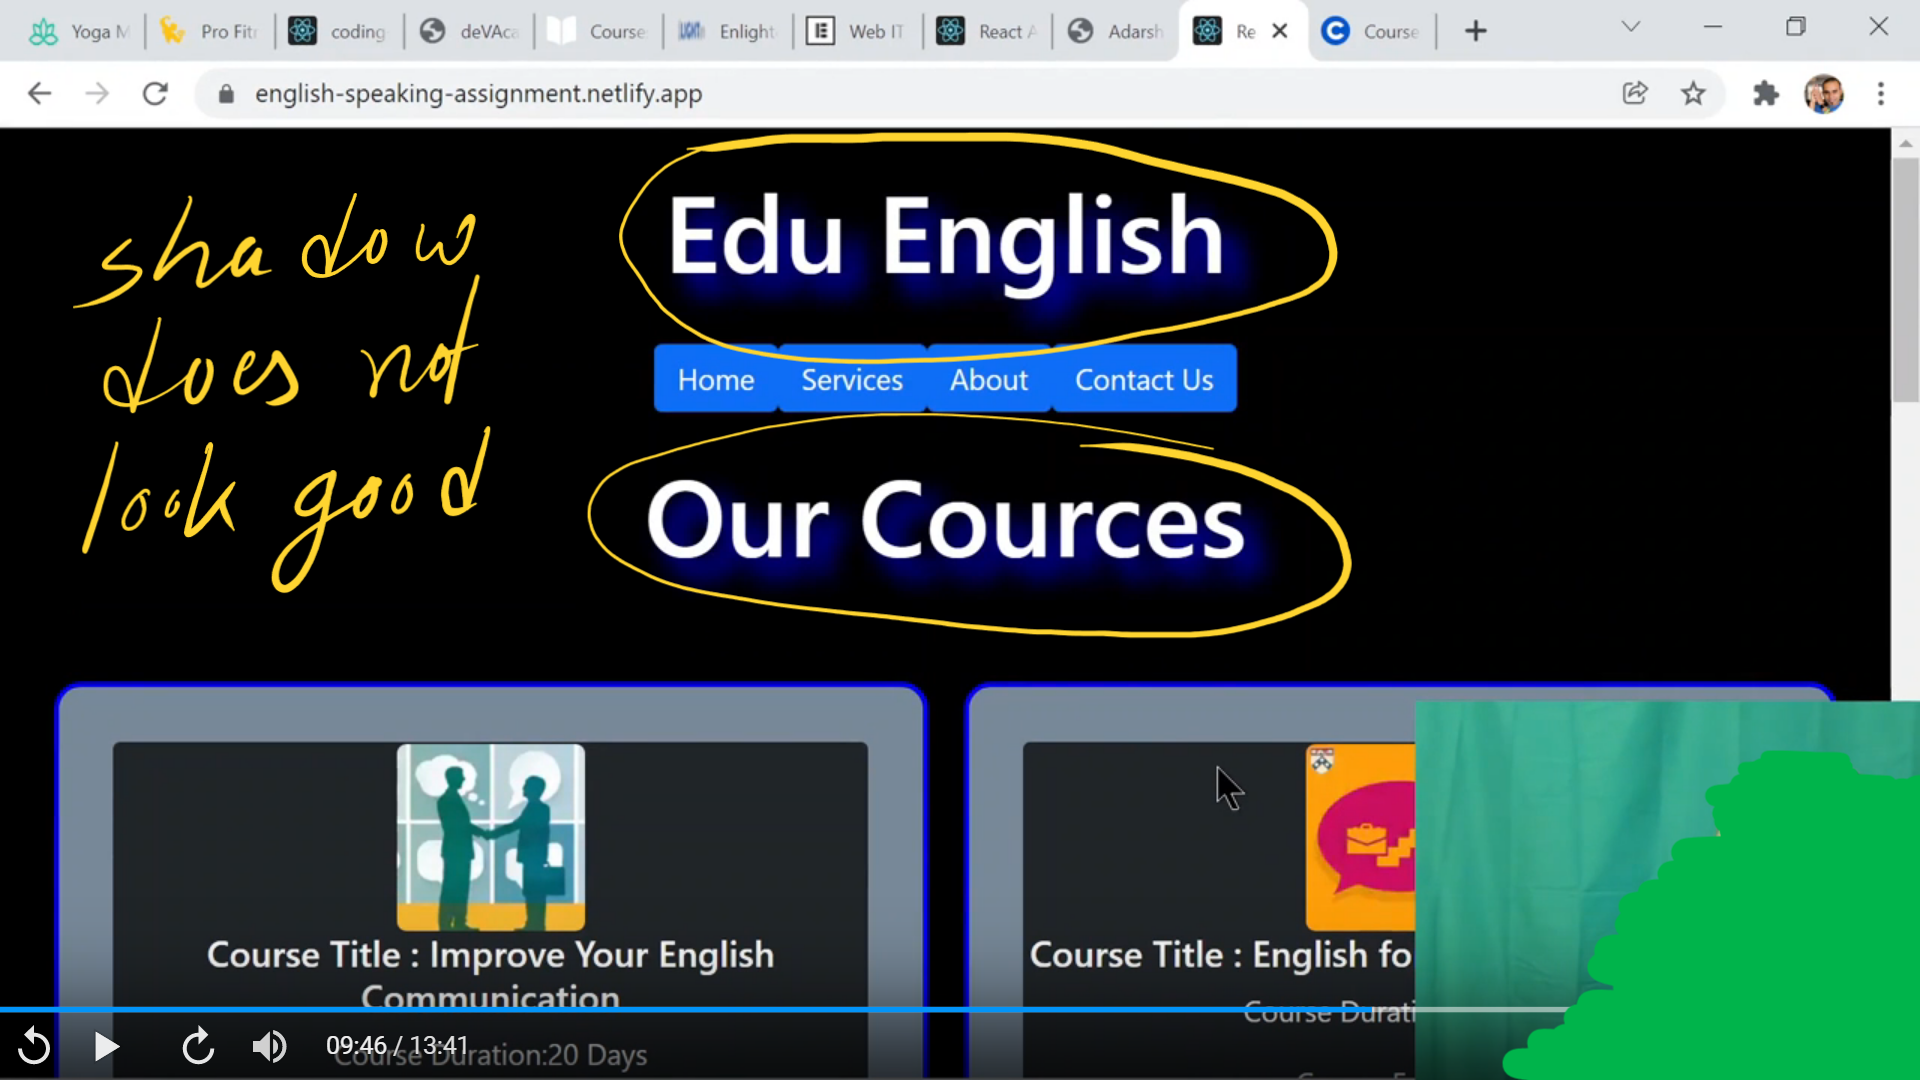 Yoga M
Pro Fitn
coding
deVAca
Course
Enlight
Web IT
React A
Adarsh
Re
Course
english-speaking-assignment.netlify.app
shadow
does not
look good
Edu English
Home Services About Contact Us
Our Cources
Course Title : Improve Your English
Communication
Course Duration:20 Days
Course Title : English fo
Course Durati
09:46 / 13:41